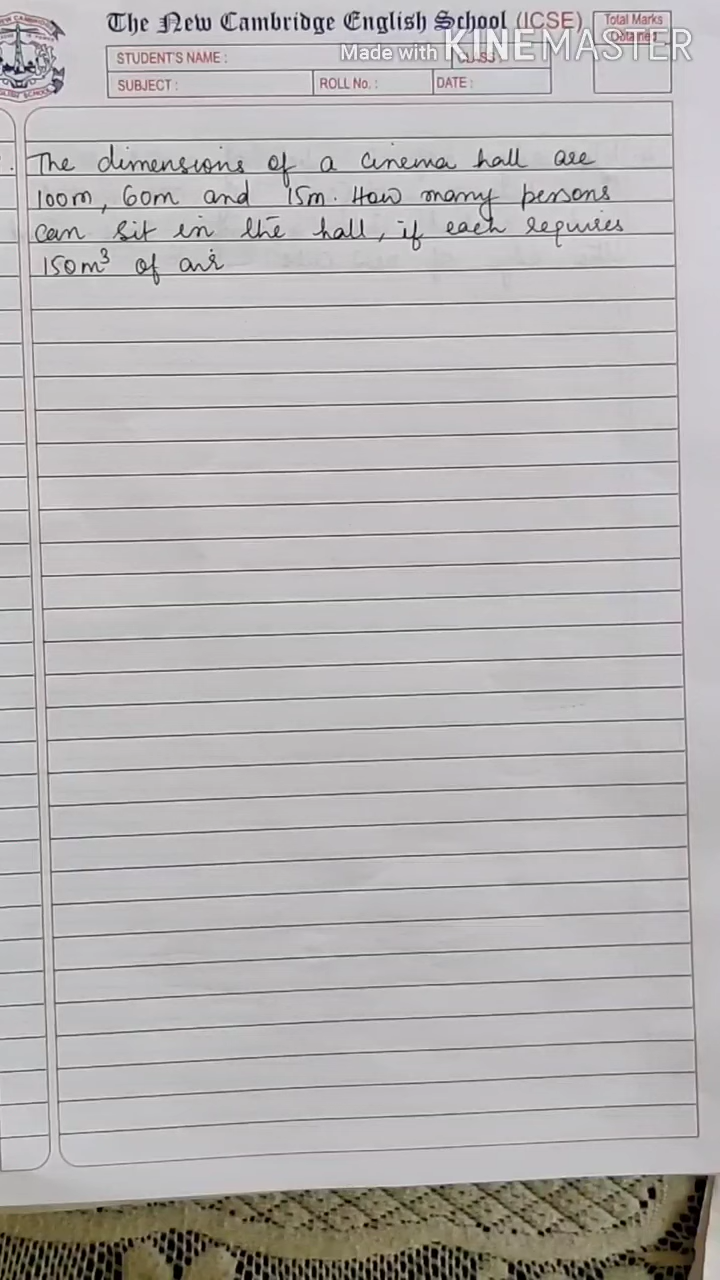 The New Cambridge English School (ICSE)
Total Marks
Obtained
Made with KINEMASTER
STUDENT'S NAME :
CLASS
SUBJECT :
ROLL No. :
DATE :
The dimensions of a cinema hall are
100m, 60m and 15m. How many persons
can sit in the hall, if each requires
150m³ of air